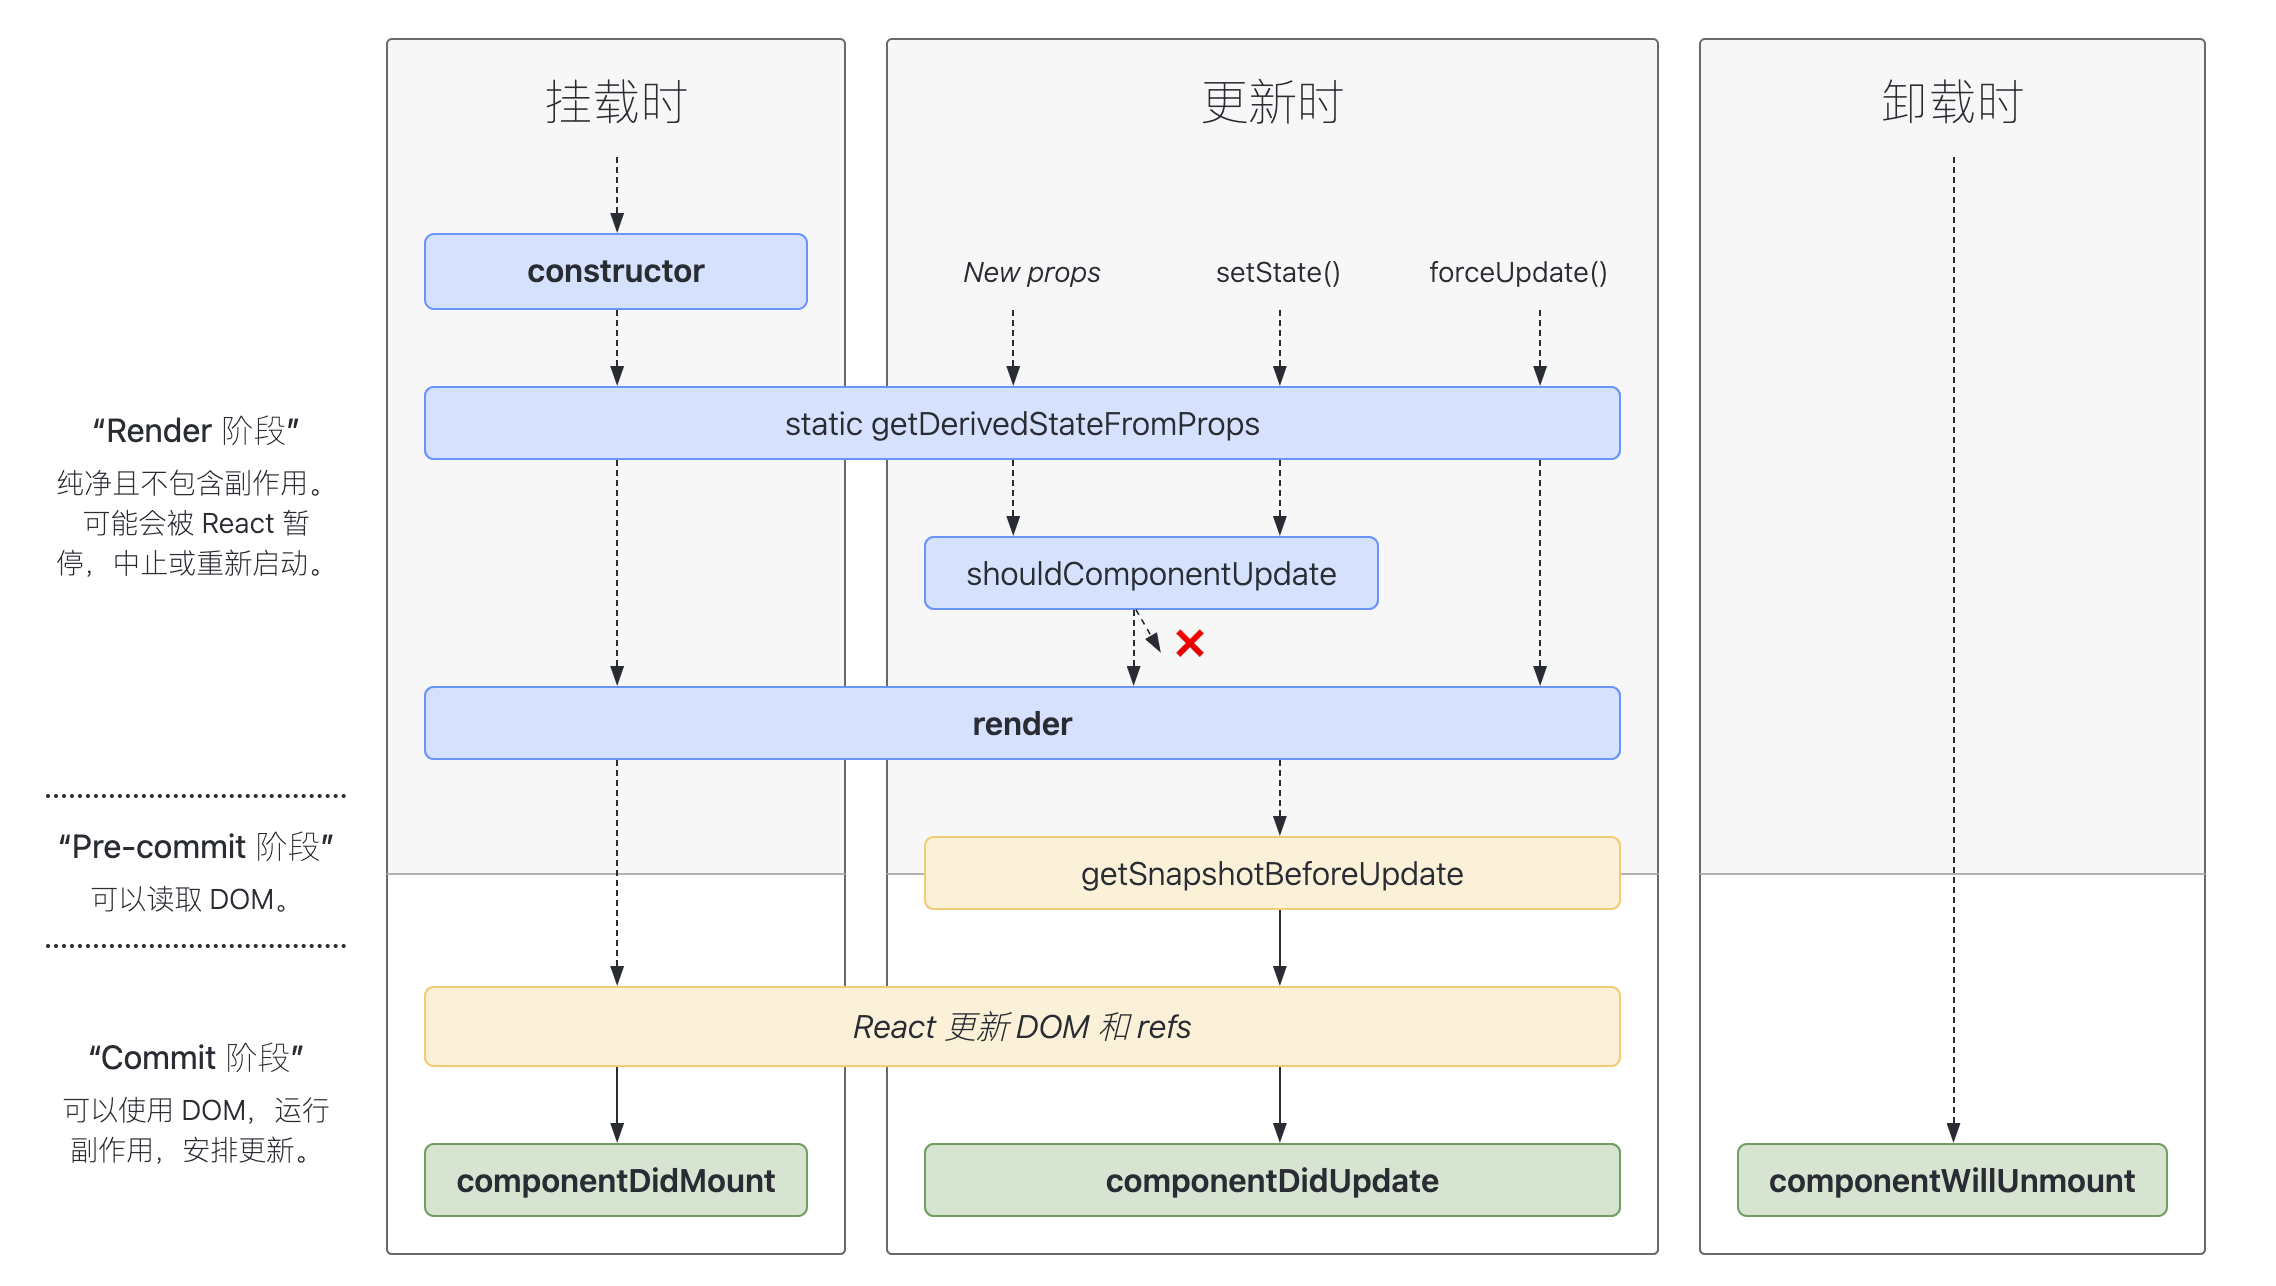 挂载时
更新时
卸载时
constructor
New props
setState()
forceUpdate()
static getDerivedStateFromProps
“Render 阶段”
纯净且不包含副作用。
可能会被 React 暂
停，中止或重新启动。
shouldComponentUpdate
render
“Pre-commit 阶段”
可以读取 DOM。
getSnapshotBeforeUpdate
React 更新 DOM 和 refs
“Commit 阶段”
可以使用 DOM，运行
副作用，安排更新。
componentDidMount
componentDidUpdate
componentWillUnmount